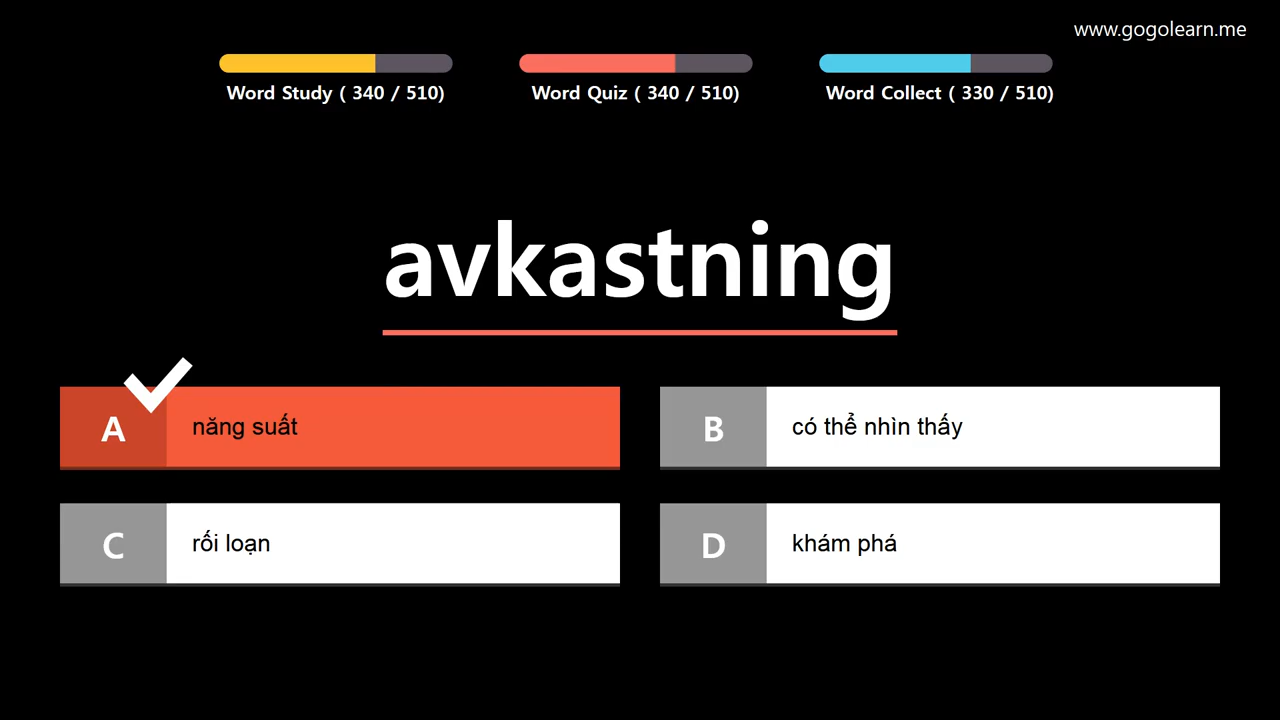 www.gogolearn.me
Word Study ( 340 / 510)
Word Quiz ( 340 / 510)
Word Collect ( 330 / 510)
avkastning
A năng suất
B có thể nhìn thấy
C rối loạn
D khám phá